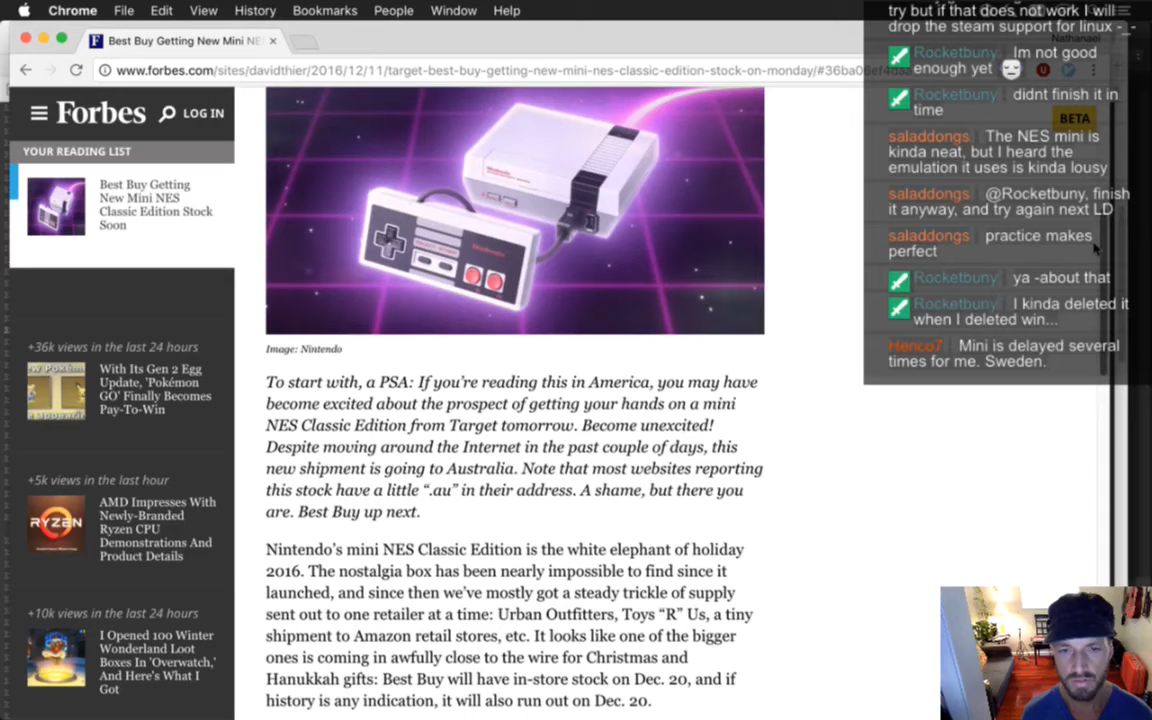 Chrome File Edit View History Bookmarks People Window Help
Best Buy Getting New Mini NE
www.forbes.com/sites/davidthier/2016/12/11/target-best-buy-getting-new-mini-nes-classic-edition-stock-on-monday/#36ba06ef4daa
Nathanael
Forbes LOG IN
BETA
YOUR READING LIST
Best Buy Getting
New Mini NES
Classic Edition Stock
Soon
+36k views in the last 24 hours
With Its Gen 2 Egg
Update, 'Pokémon
GO' Finally Becomes
Pay-To-Win
+5k views in the last hour
AMD Impresses With
Newly-Branded
Ryzen CPU
Demonstrations And
Product Details
RYZEN
+10k views in the last 24 hours
I Opened 100 Winter
Wonderland Loot
Boxes In 'Overwatch,'
And Here's What I
Got
Image: Nintendo
To start with, a PSA: If you're reading this in America, you may have
become excited about the prospect of getting your hands on a mini
NES Classic Edition from Target tomorrow. Become unexcited!
Despite moving around the Internet in the past couple of days, this
new shipment is going to Australia. Note that most websites reporting
this stock have a little “.au” in their address. A shame, but there you
are. Best Buy up next.
Nintendo's mini NES Classic Edition is the white elephant of holiday
2016. The nostalgia box has been nearly impossible to find since it
launched, and since then we've mostly got a steady trickle of supply
sent out to one retailer at a time: Urban Outfitters, Toys “R” Us, a tiny
shipment to Amazon retail stores, etc. It looks like one of the bigger
ones is coming in awfully close to the wire for Christmas and
Hanukkah gifts: Best Buy will have in-store stock on Dec. 20, and if
history is any indication, it will also run out on Dec. 20.
try but if that does not work I will
drop the steam support for linux -_-
Rocketbuny Im not good
enough yet
Rocketbuny didnt finish it in
time
saladdongs The NES mini is
kinda neat, but I heard the
emulation it uses is kinda lousy
saladdongs @Rocketbuny, finish
it anyway, and try again next LD
saladdongs practice makes
perfect
Rocketbuny ya -about that
Rocketbuny I kinda deleted it
when I deleted win...
Henco7 Mini is delayed several
times for me. Sweden.